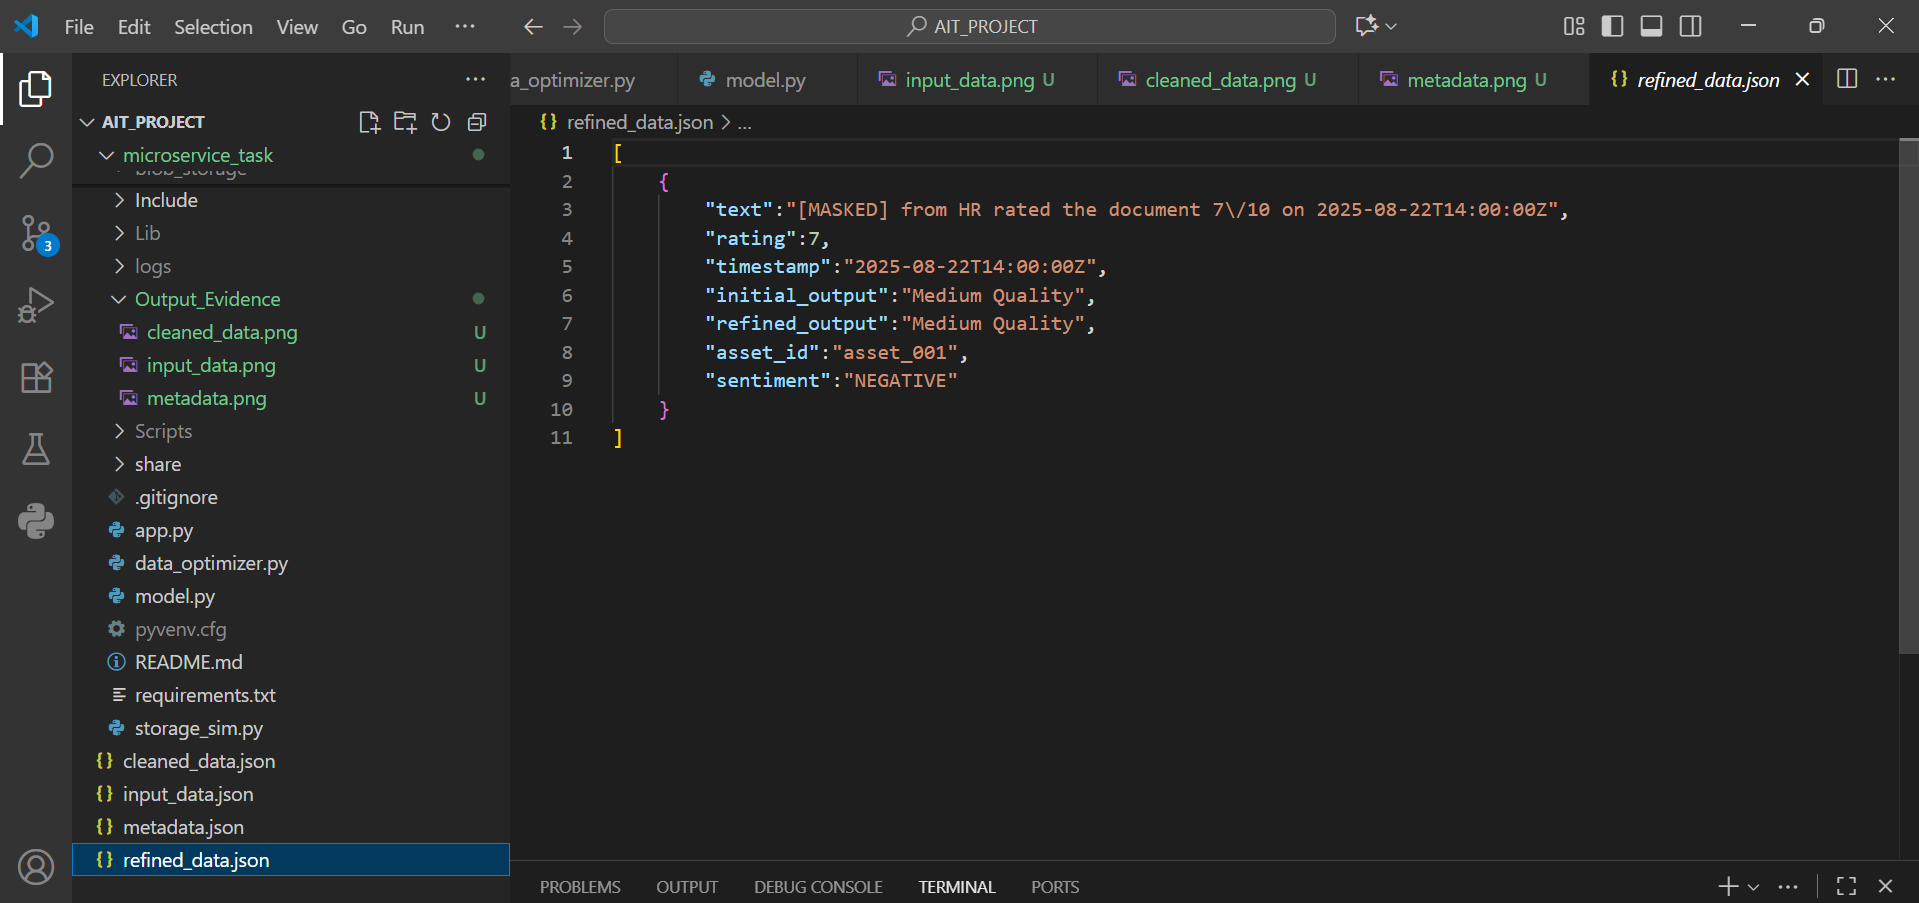 File Edit Selection View Go Run ···
AIT_PROJECT
EXPLORER
AIT_PROJECT
microservice_task
blob_storage
Include
Lib
logs
Output_Evidence
cleaned_data.png U
input_data.png U
metadata.png U
Scripts
share
.gitignore
app.py
data_optimizer.py
model.py
pyvenv.cfg
README.md
requirements.txt
storage_sim.py
{} cleaned_data.json
{} input_data.json
{} metadata.json
{} refined_data.json
3
a_optimizer.py
model.py
input_data.png U
cleaned_data.png U
metadata.png U
{} refined_data.json
{} refined_data.json > ...
1 [
2 {
3 "text":"[MASKED] from HR rated the document 7\/10 on 2025-08-22T14:00:00Z",
4 "rating":7,
5 "timestamp":"2025-08-22T14:00:00Z",
6 "initial_output":"Medium Quality",
7 "refined_output":"Medium Quality",
8 "asset_id":"asset_001",
9 "sentiment":"NEGATIVE"
10 }
11 ]
PROBLEMS OUTPUT DEBUG CONSOLE TERMINAL PORTS